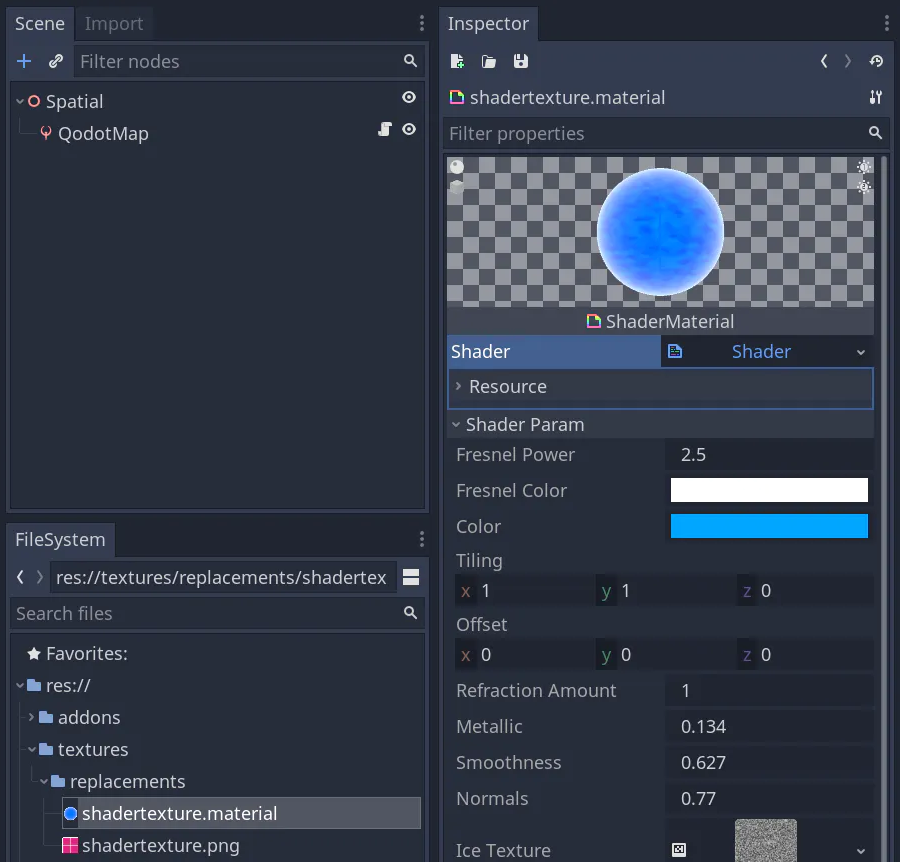 Scene Import
Filter nodes
Spatial
QodotMap
FileSystem
res://textures/replacements/shadertex
Search files
Favorites:
res://
addons
textures
replacements
shadertexture.material
shadertexture.png
Inspector
shadertexture.material
Filter properties
ShaderMaterial
Shader Shader
Resource
Shader Param
Fresnel Power 2.5
Fresnel Color
Color
Tiling
x 1 y 1 z 0
Offset
x 0 y 0 z 0
Refraction Amount 1
Metallic 0.134
Smoothness 0.627
Normals 0.77
Ice Texture